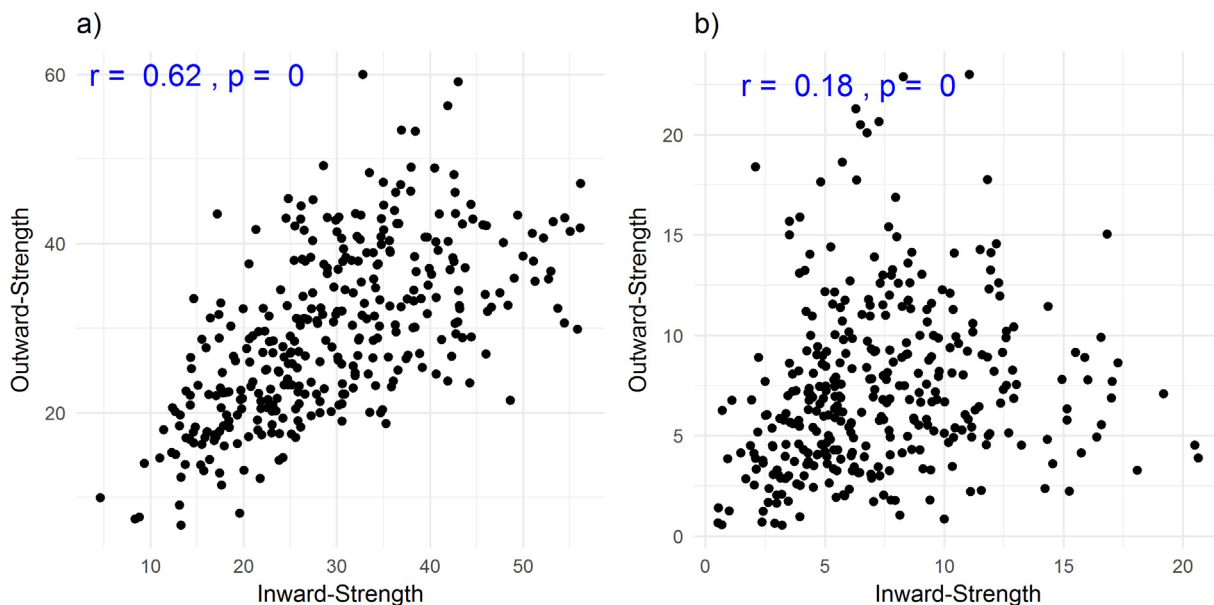 a)
r = 0.62 , p = 0
60
40
20
Outward-Strength
10 20 30 40 50
Inward-Strength
b)
r = 0.18 , p = 0
20
15
10
5
0
Outward-Strength
0 5 10 15 20
Inward-Strength